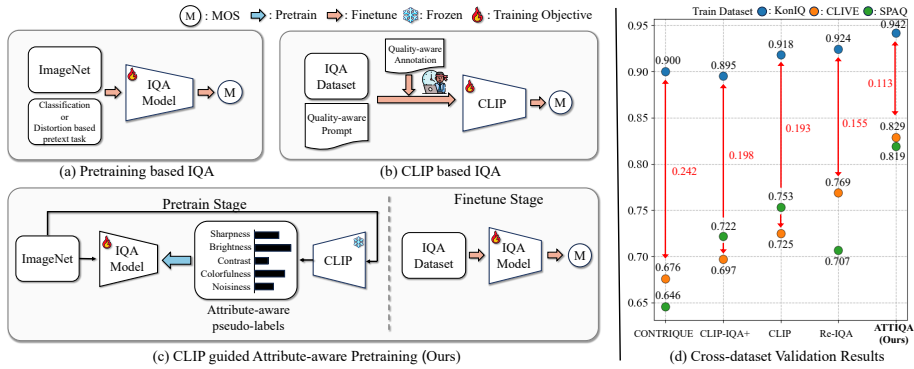 M : MOS : Pretrain : Finetune : Frozen : Training Objective
ImageNet
Classification
or
Distortion based
pretext task
IQA
Model
M
(a) Pretraining based IQA
IQA
Dataset
Quality-aware
Prompt
Quality-aware
Annotation
CLIP
M
(b) CLIP based IQA
Pretrain Stage
ImageNet
IQA
Model
Sharpness
Brightness
Contrast
Colorfulness
Noisiness
CLIP
Attribute-aware
pseudo-labels
Finetune Stage
IQA
Dataset
IQA
Model
M
(c) CLIP guided Attribute-aware Pretraining (Ours)
Train Dataset : KonIQ : CLIVE : SPAQ
0.95
0.90
0.85
0.80
0.75
0.70
0.65
0.900
0.242
0.676
0.646
0.895
0.198
0.722
0.697
0.918
0.193
0.753
0.725
0.924
0.155
0.769
0.707
0.942
0.113
0.829
0.819
CONTRIQUE CLIP-IQA+ CLIP Re-IQA ATTIQA
(Ours)
(d) Cross-dataset Validation Results